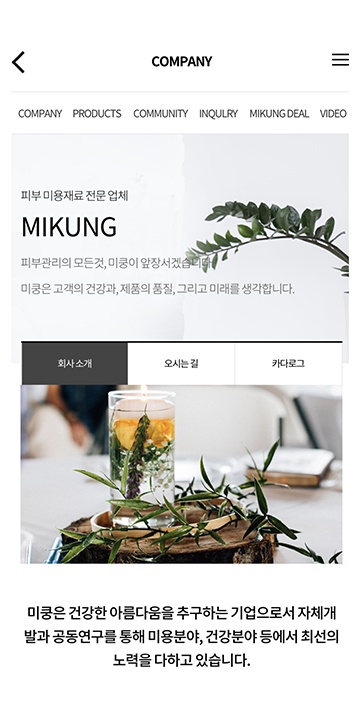 COMPANY
COMPANY PRODUCTS COMMUNITY INQULRY MIKUNG DEAL VIDEO
피부 미용재료 전문 업체
MIKUNG
피부관리의 모든것, 미쿵이 앞장서겠습니다.
미쿵은 고객의 건강과, 제품의 품질, 그리고 미래를 생각합니다.
회사 소개 오시는 길 카다로그
미쿵은 건강한 아름다움을 추구하는 기업으로서 자체개
발과 공동연구를 통해 미용분야, 건강분야 등에서 최선의
노력을 다하고 있습니다.